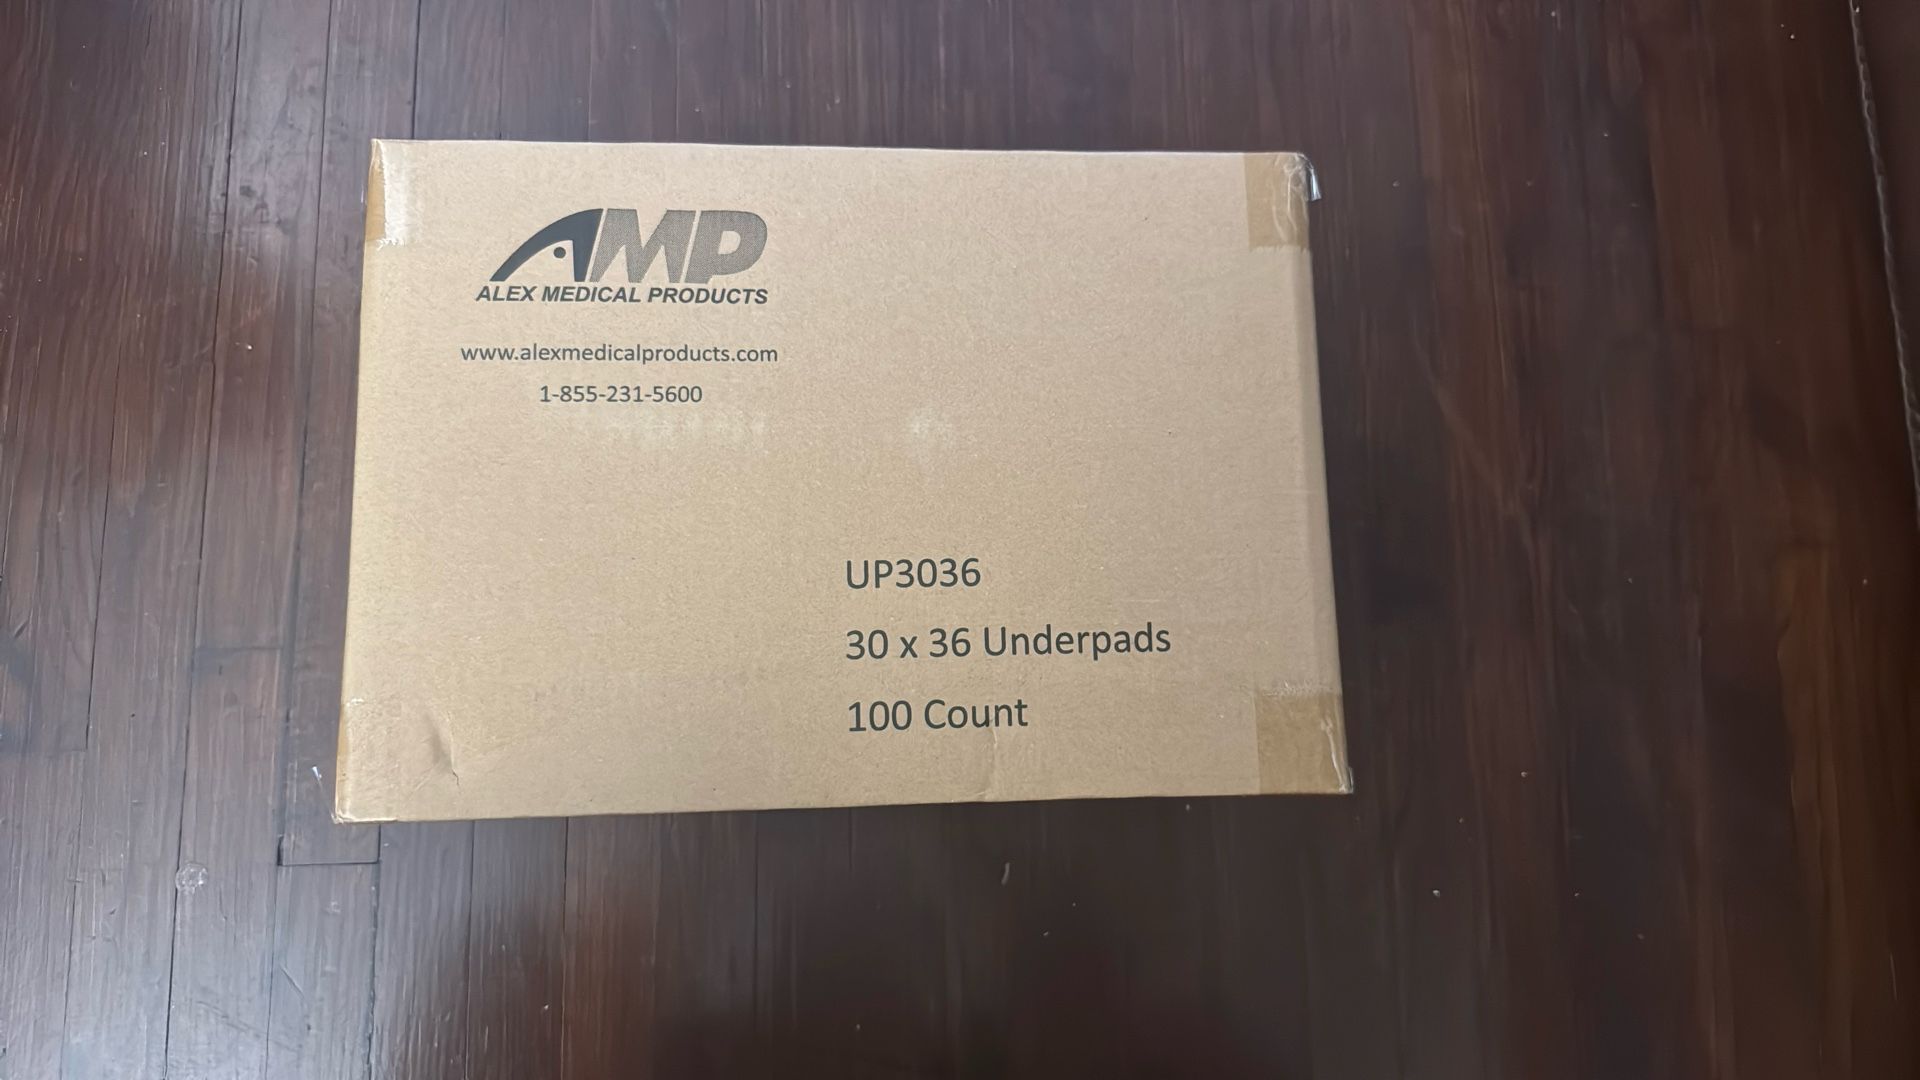 AMP
ALEX MEDICAL PRODUCTS
www.alexmedicalproducts.com
1-855-231-5600
UP3036
30 x 36 Underpads
100 Count